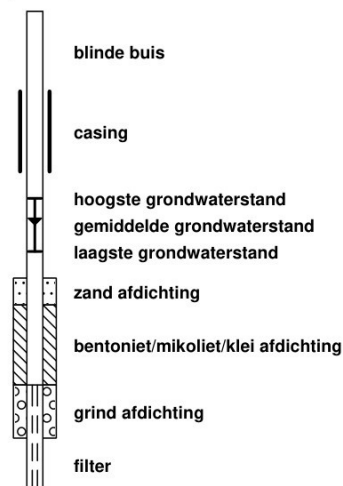 blinde buis
casing
hoogste grondwaterstand
gemiddelde grondwaterstand
laagste grondwaterstand
zand afdichting
bentoniet/mikoliet/klei afdichting
grind afdichting
filter